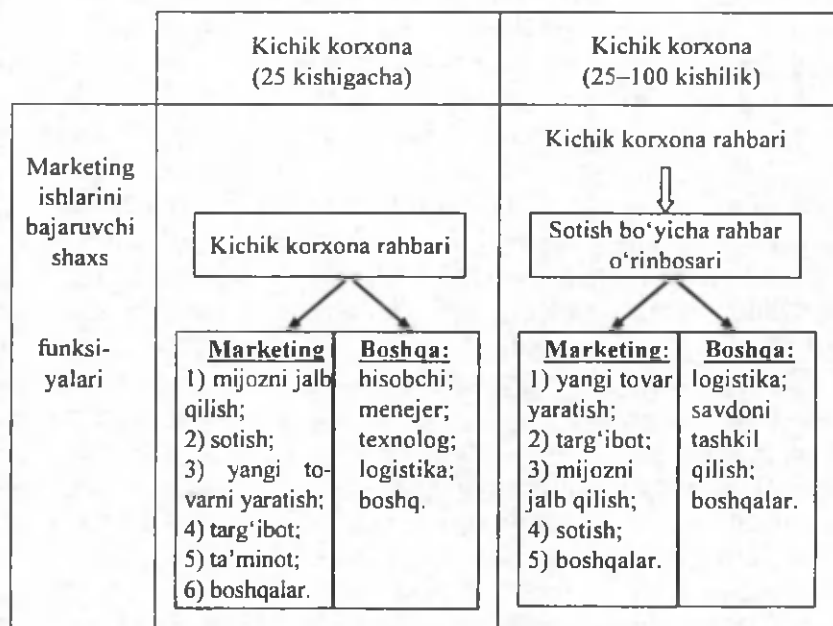 Kichik korxona
(25 kishigacha)
Kichik korxona
(25–100 kishilik)
Marketing
ishlarini
bajaruvchi
shaxs
Kichik korxona rahbari
Kichik korxona rahbari
Sotish bo‘yicha rahbar
o‘rinbosari
funksi-
yalari
Marketing
1) mijozni jalb
qilish;
2) sotish;
3) yangi to-
varni yaratish;
4) targ‘ibot;
5) ta’minot;
6) boshqalar.
Boshqa:
hisobchi;
menejer;
texnolog;
logistika;
boshq.
Marketing:
1) yangi tovar
yaratish;
2) targ‘ibot;
3) mijozni
jalb qilish;
4) sotish;
5) boshqalar.
Boshqa:
logistika;
savdoni
tashkil
qilish;
boshqalar.